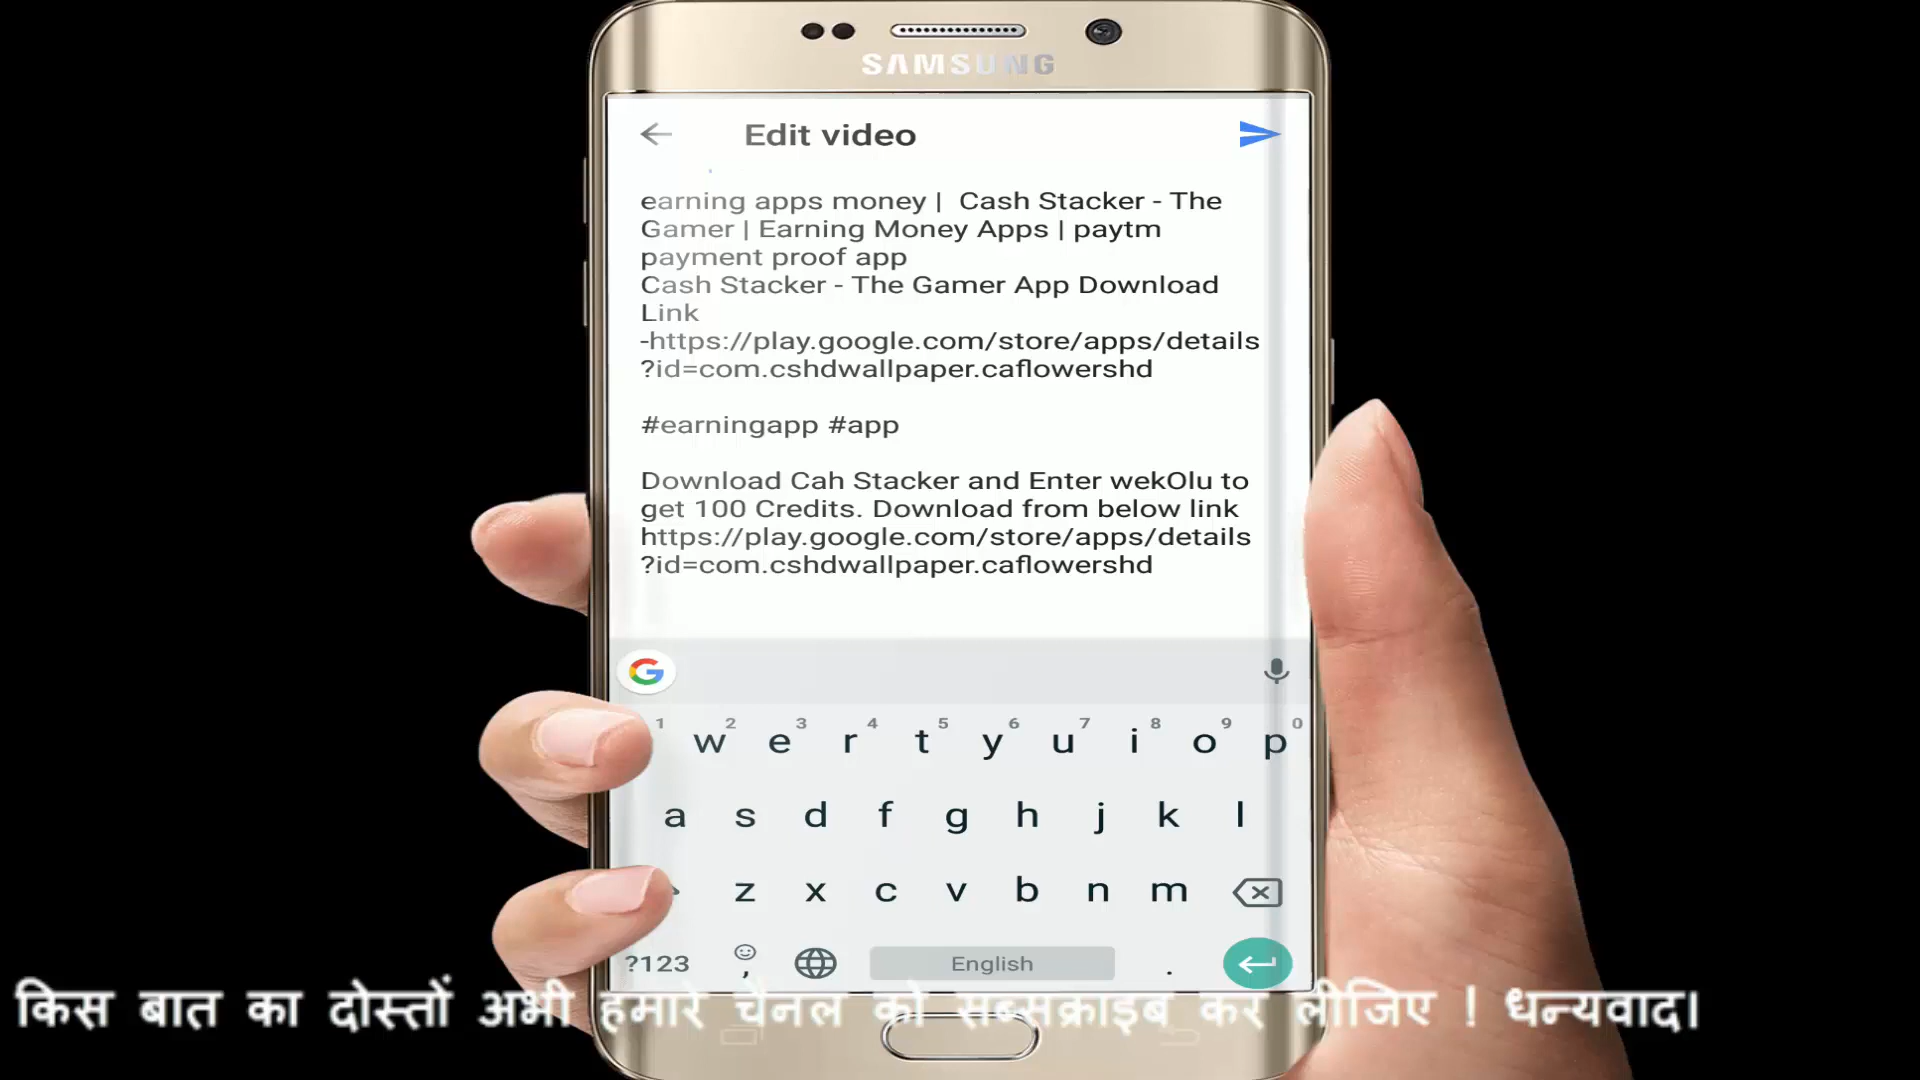 SAMSUNG
Edit video
earning apps money | Cash Stacker - The
Gamer | Earning Money Apps | paytm
payment proof app
Cash Stacker - The Gamer App Download
Link
-https://play.google.com/store/apps/details
?id=com.cshdwallpaper.caflowershd
#earningapp #app
Download Cah Stacker and Enter wekOlu to
get 100 Credits. Download from below link
https://play.google.com/store/apps/details
?id=com.cshdwallpaper.caflowershd
1 2 3 4 5 6 7 8 9 0
w e r t y u i o p
a s d f g h j k l
z x c v b n m
?123 , English .
किस बात का दोस्तों अभी हमारे चैनल को सब्सक्राइब कर लीजिए ! धन्यवाद।